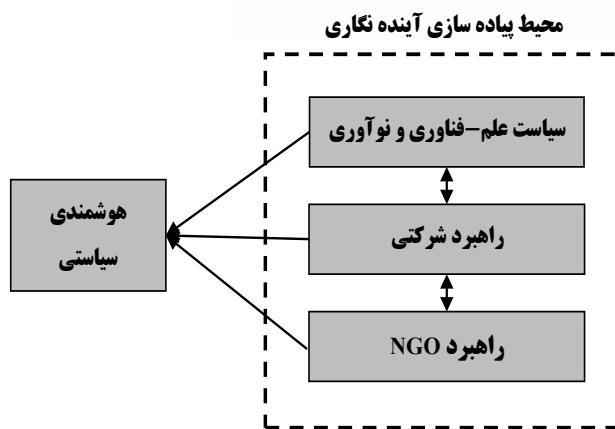 محیط پیاده سازی آینده نگاری
سیاست علم-فناوری و نوآوری
هوشمندی
سیاستی
راهبرد شرکتی
راهبرد NGO